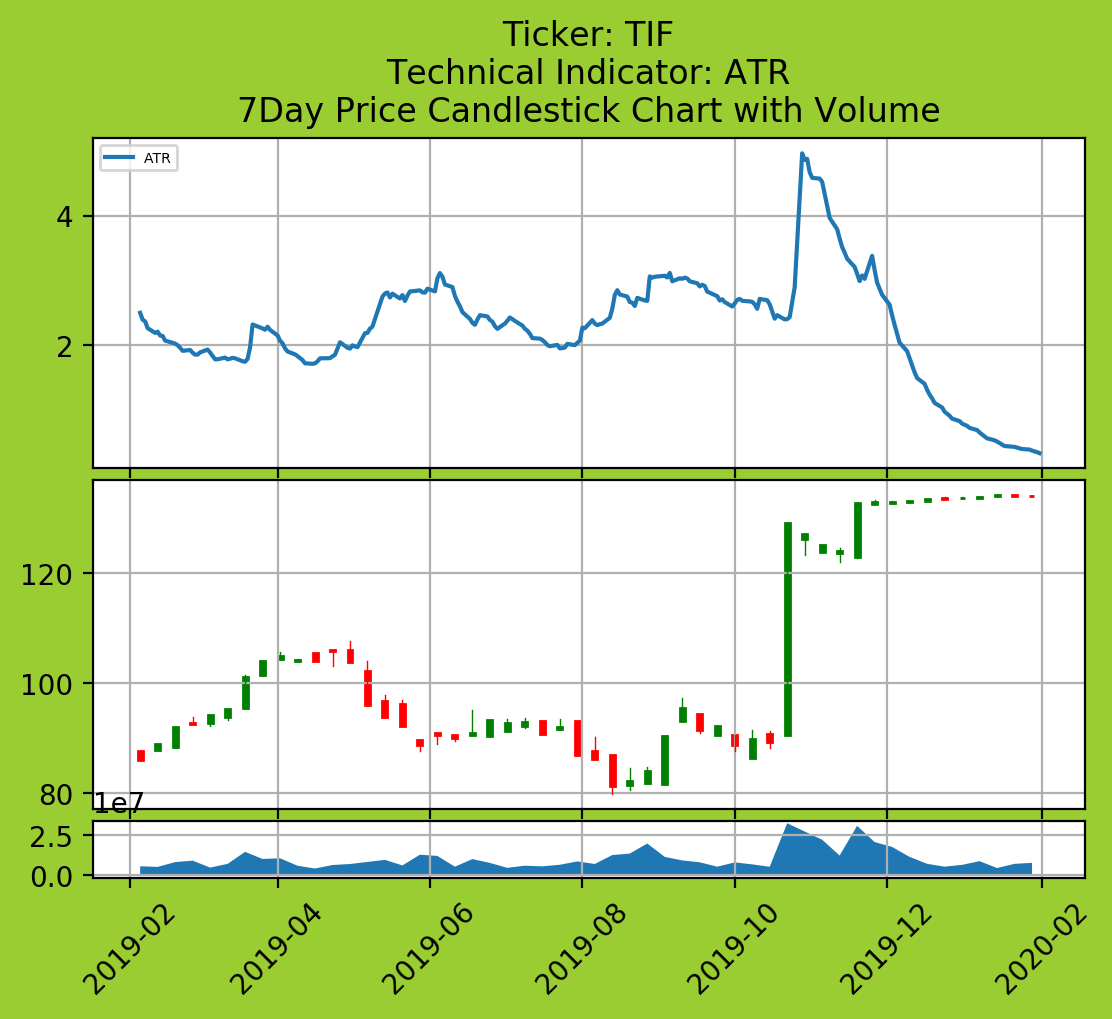 Ticker: TIF
Technical Indicator: ATR
7Day Price Candlestick Chart with Volume
ATR
4
2
120
100
80
1e7
2.5
0.0
2019-02
2019-04
2019-06
2019-08
2019-10
2019-12
2020-02